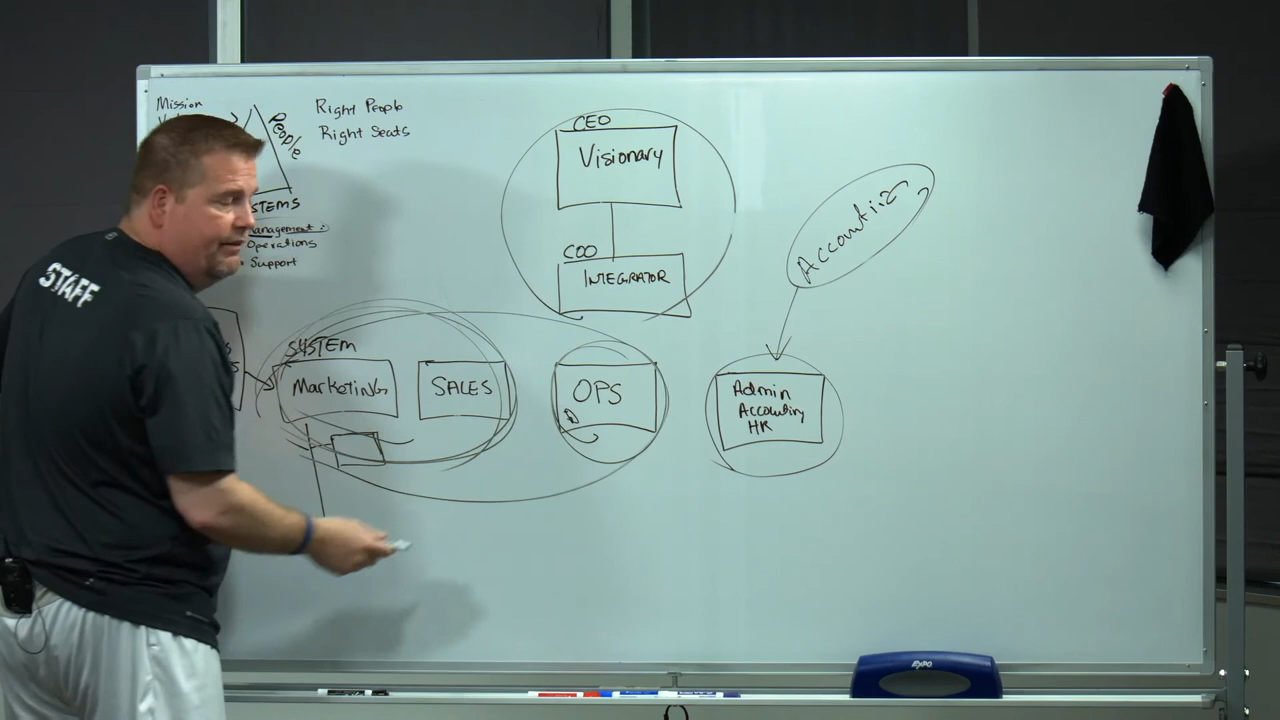 Mission
People
Right People
Right Seats
STEMS
anagement:
Operations
Support
CEO
Visionary
COO
INTEGRATOR
Accounting
SYSTEM
Marketing
SALES
OPS
Admin
Accounting
HR
STAFF
EXPO